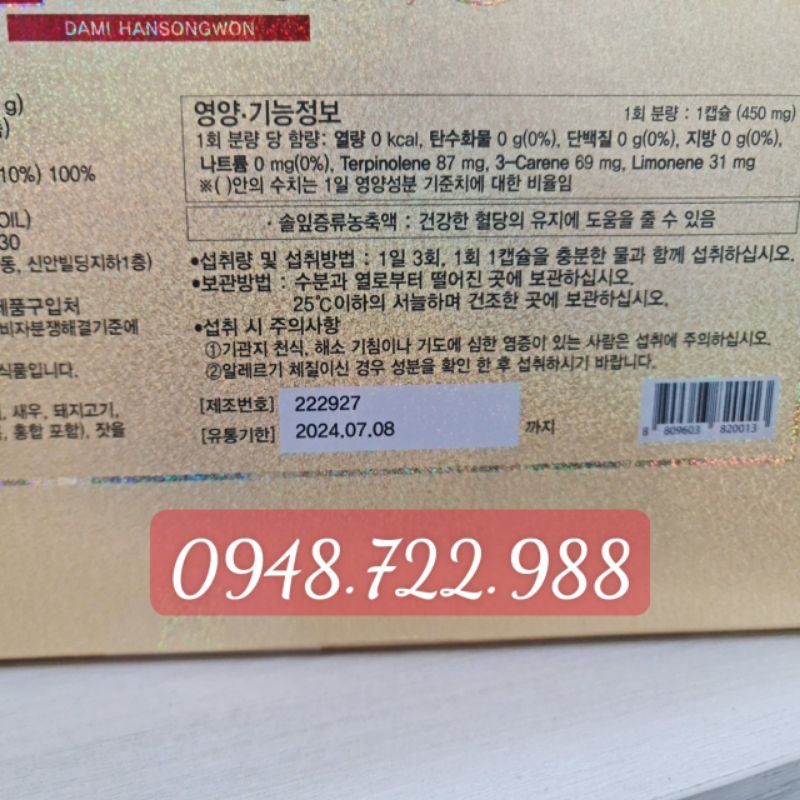 DAMI HANSONGWON
g)
10%) 100%
OIL)
30
동, 신안빌딩지하1층)
제품구입처
비자분쟁해결기준에
식품입니다.
, 새우, 돼지고기,
, 홍합 포함), 잣을
영양·기능정보
1회 분량 : 1캡슐 (450 mg)
1회 분량 당 함량: 열량 0 kcal, 탄수화물 0 g(0%), 단백질 0 g(0%), 지방 0 g(0%),
나트륨 0 mg(0%), Terpinolene 87 mg, 3-Carene 69 mg, Limonene 31 mg
※( )안의 수치는 1일 영양성분 기준치에 대한 비율임
· 솔잎증류농축액 : 건강한 혈당의 유지에 도움을 줄 수 있음
•섭취량 및 섭취방법 : 1일 3회, 1회 1캡슐을 충분한 물과 함께 섭취하십시오.
•보관방법 : 수분과 열로부터 떨어진 곳에 보관하십시오.
25℃이하의 서늘하며 건조한 곳에 보관하십시오.
•섭취 시 주의사항
①기관지 천식, 해소 기침이나 기도에 심한 염증이 있는 사람은 섭취에 주의하십시오.
②알레르기 체질이신 경우 성분을 확인 한 후 섭취하시기 바랍니다.
[제조번호] 222927
[유통기한] 2024.07.08 까지
8 809603 820013
0948.722.988